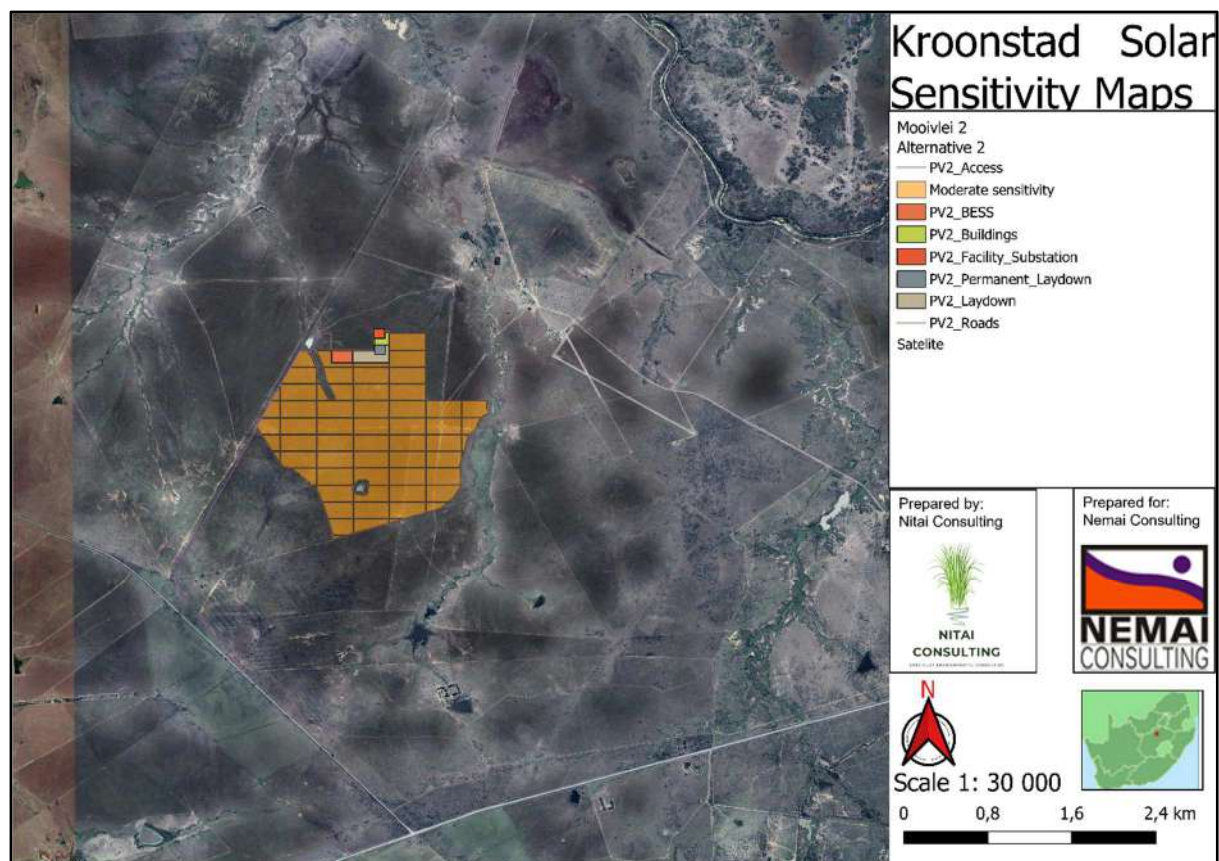 Kroonstad Solar
Sensitivity Maps
Mooivlei 2
Alternative 2
PV2_Access
Moderate sensitivity
PV2_BESS
PV2_Buildings
PV2_Facility_Substation
PV2_Permanent_Laydown
PV2_Laydown
PV2_Roads
Satelite
Prepared by:
Nitai Consulting
NITAI
CONSULTING
Prepared for:
Nemai Consulting
NEMAI
CONSULTING
N
Scale 1: 30 000
0 0,8 1,6 2,4 km